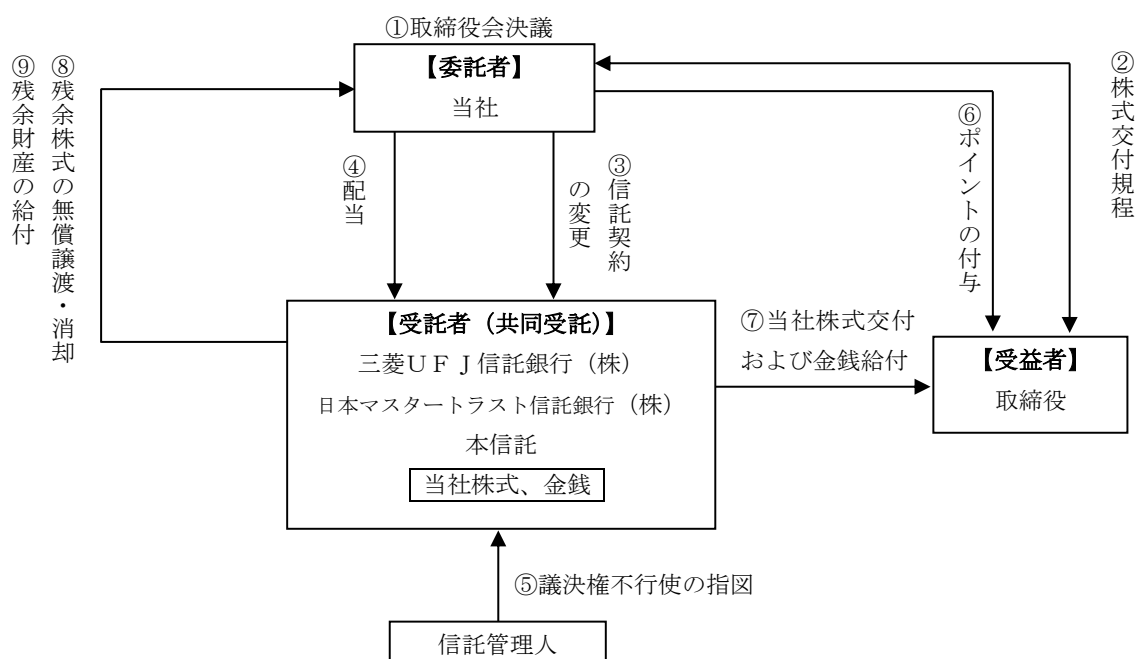 ①取締役会決議
【委託者】
当社
②株式交付規程
⑨残余財産の給付
⑧残余株式の無償譲渡・消却
④配当
③信託契約
の変更
⑥ポイントの付与
【受託者（共同受託）】
三菱ＵＦＪ信託銀行（株）
日本マスタートラスト信託銀行（株）
本信託
当社株式、金銭
⑦当社株式交付
および金銭給付
【受益者】
取締役
⑤議決権不行使の指図
信託管理人